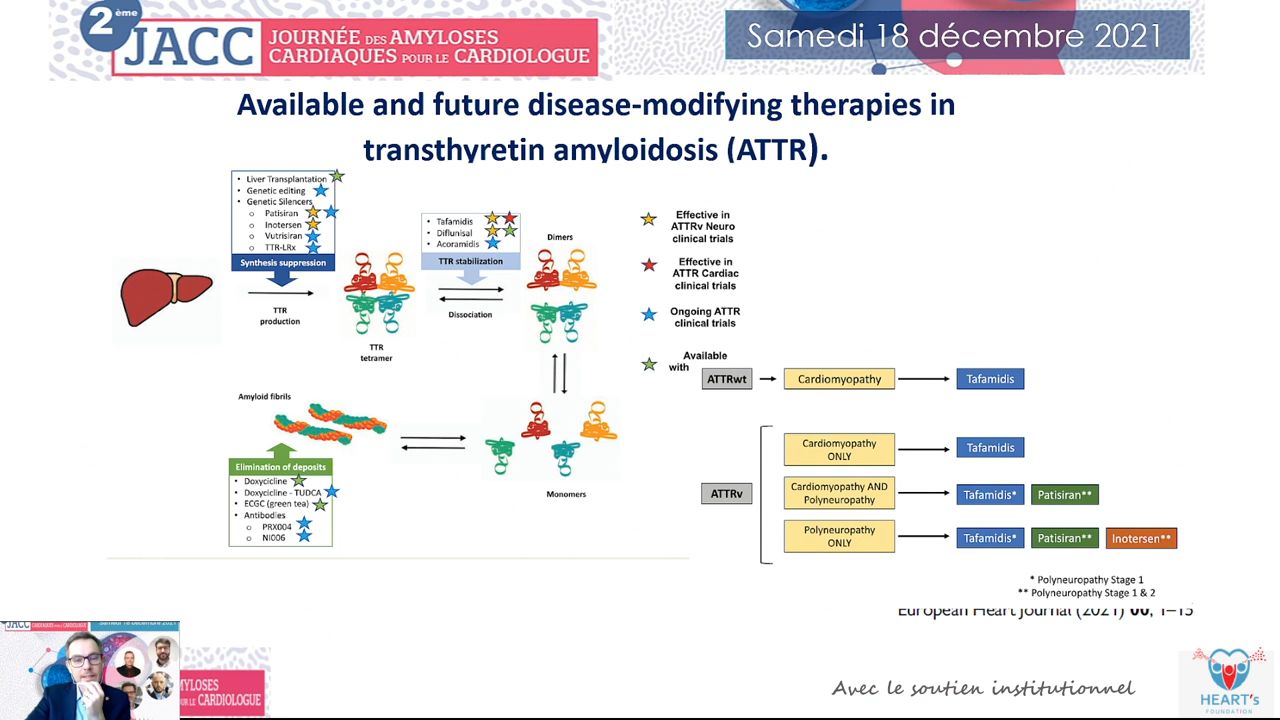 2ème
JACC
JOURNÉE DES AMYLOSES
CARDIAQUES POUR LE CARDIOLOGUE
Samedi 18 décembre 2021
Available and future disease-modifying therapies in
transthyretin amyloidosis (ATTR).
• Liver Transplantation
• Genetic editing
• Genetic Silencers
o Patisiran
o Inotersen
o Vutrisiran
o TTR-LRx
Synthesis suppression
TTR
production
TTR
tetramer
• Tafamidis
• Diflunisal
• Acoramidis
TTR stabilization
Dissociation
Dimers
Monomers
Amyloid fibrils
Elimination of deposits
• Doxycicline
• Doxycicline - TUDCA
• ECGC (green tea)
• Antibodies
o PRX004
o NI006
Effective in
ATTRv Neuro
clinical trials
Effective in
ATTR Cardiac
clinical trials
Ongoing ATTR
clinical trials
Available
with
ATTRwt
Cardiomyopathy
Tafamidis
ATTRv
Cardiomyopathy
ONLY
Tafamidis
Cardiomyopathy AND
Polyneuropathy
Tafamidis*
Patisiran**
Polyneuropathy
ONLY
Tafamidis*
Patisiran**
Inotersen**
* Polyneuropathy Stage 1
** Polyneuropathy Stage 1 & 2
European Heart Journal (2021) 00, 1–15
JACC
MYLOSES
CARDIOLOGUE
Avec le soutien institutionnel
HEART's
FOUNDATION